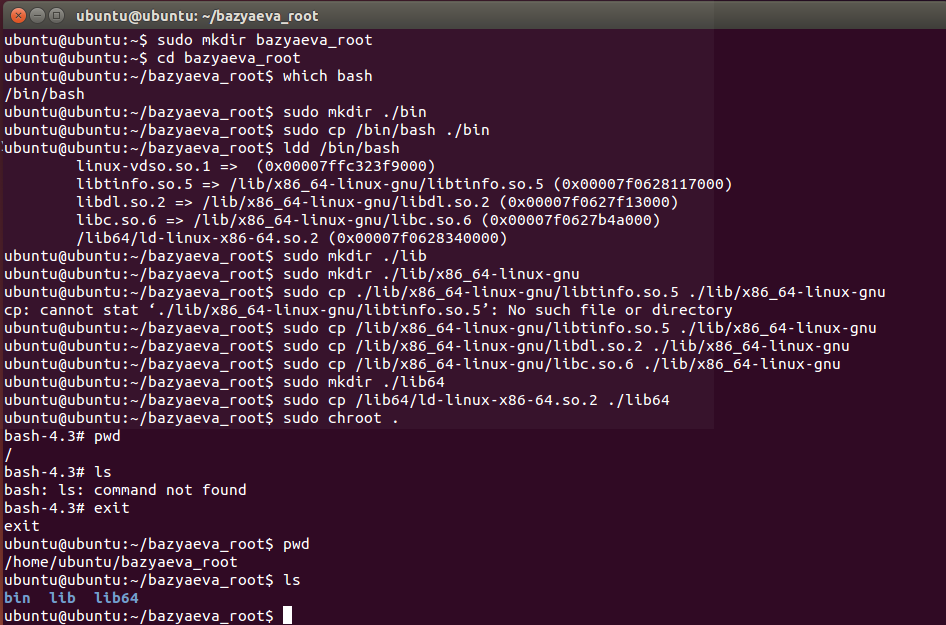 ubuntu@ubuntu: ~/bazyaeva_root
ubuntu@ubuntu:~$ sudo mkdir bazyaeva_root
ubuntu@ubuntu:~$ cd bazyaeva_root
ubuntu@ubuntu:~/bazyaeva_root$ which bash
/bin/bash
ubuntu@ubuntu:~/bazyaeva_root$ sudo mkdir ./bin
ubuntu@ubuntu:~/bazyaeva_root$ sudo cp /bin/bash ./bin
ubuntu@ubuntu:~/bazyaeva_root$ ldd /bin/bash
        linux-vdso.so.1 =>  (0x00007ffc323f9000)
        libtinfo.so.5 => /lib/x86_64-linux-gnu/libtinfo.so.5 (0x00007f0628117000)
        libdl.so.2 => /lib/x86_64-linux-gnu/libdl.so.2 (0x00007f0627f13000)
        libc.so.6 => /lib/x86_64-linux-gnu/libc.so.6 (0x00007f0627b4a000)
        /lib64/ld-linux-x86-64.so.2 (0x00007f0628340000)
ubuntu@ubuntu:~/bazyaeva_root$ sudo mkdir ./lib
ubuntu@ubuntu:~/bazyaeva_root$ sudo mkdir ./lib/x86_64-linux-gnu
ubuntu@ubuntu:~/bazyaeva_root$ sudo cp ./lib/x86_64-linux-gnu/libtinfo.so.5 ./lib/x86_64-linux-gnu
cp: cannot stat ‘./lib/x86_64-linux-gnu/libtinfo.so.5’: No such file or directory
ubuntu@ubuntu:~/bazyaeva_root$ sudo cp /lib/x86_64-linux-gnu/libtinfo.so.5 ./lib/x86_64-linux-gnu
ubuntu@ubuntu:~/bazyaeva_root$ sudo cp /lib/x86_64-linux-gnu/libdl.so.2 ./lib/x86_64-linux-gnu
ubuntu@ubuntu:~/bazyaeva_root$ sudo cp /lib/x86_64-linux-gnu/libc.so.6 ./lib/x86_64-linux-gnu
ubuntu@ubuntu:~/bazyaeva_root$ sudo mkdir ./lib64
ubuntu@ubuntu:~/bazyaeva_root$ sudo cp /lib64/ld-linux-x86-64.so.2 ./lib64
ubuntu@ubuntu:~/bazyaeva_root$ sudo chroot .
bash-4.3# pwd
/
bash-4.3# ls
bash: ls: command not found
bash-4.3# exit
exit
ubuntu@ubuntu:~/bazyaeva_root$ pwd
/home/ubuntu/bazyaeva_root
ubuntu@ubuntu:~/bazyaeva_root$ ls
bin  lib  lib64
ubuntu@ubuntu:~/bazyaeva_root$